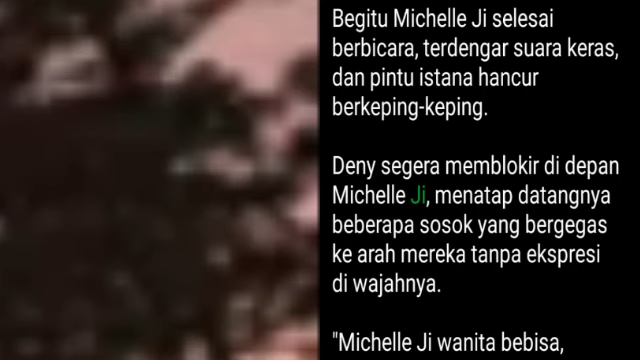 Begitu Michelle Ji selesai
berbicara, terdengar suara keras,
dan pintu istana hancur
berkeping-keping.
Deny segera memblokir di depan
Michelle Ji, menatap datangnya
beberapa sosok yang bergegas
ke arah mereka tanpa ekspresi
di wajahnya.
"Michelle Ji wanita bebisa,